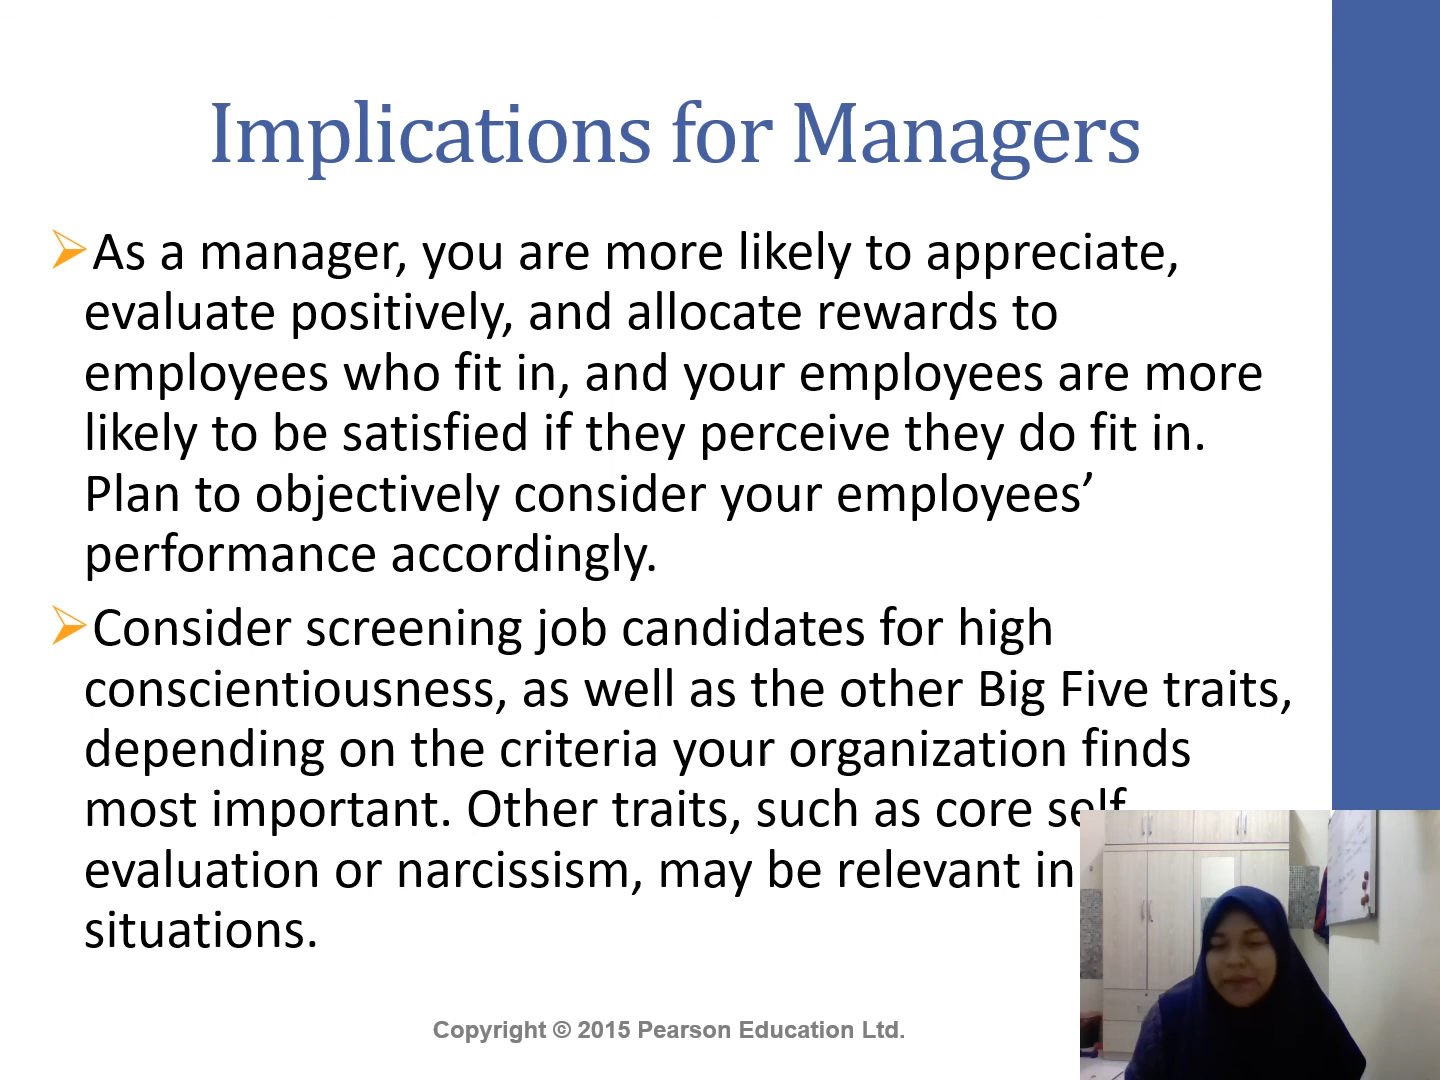 Implications for Managers
➢As a manager, you are more likely to appreciate,
evaluate positively, and allocate rewards to
employees who fit in, and your employees are more
likely to be satisfied if they perceive they do fit in.
Plan to objectively consider your employees’
performance accordingly.
➢Consider screening job candidates for high
conscientiousness, as well as the other Big Five traits,
depending on the criteria your organization finds
most important. Other traits, such as core self
evaluation or narcissism, may be relevant in
situations.
Copyright © 2015 Pearson Education Ltd.